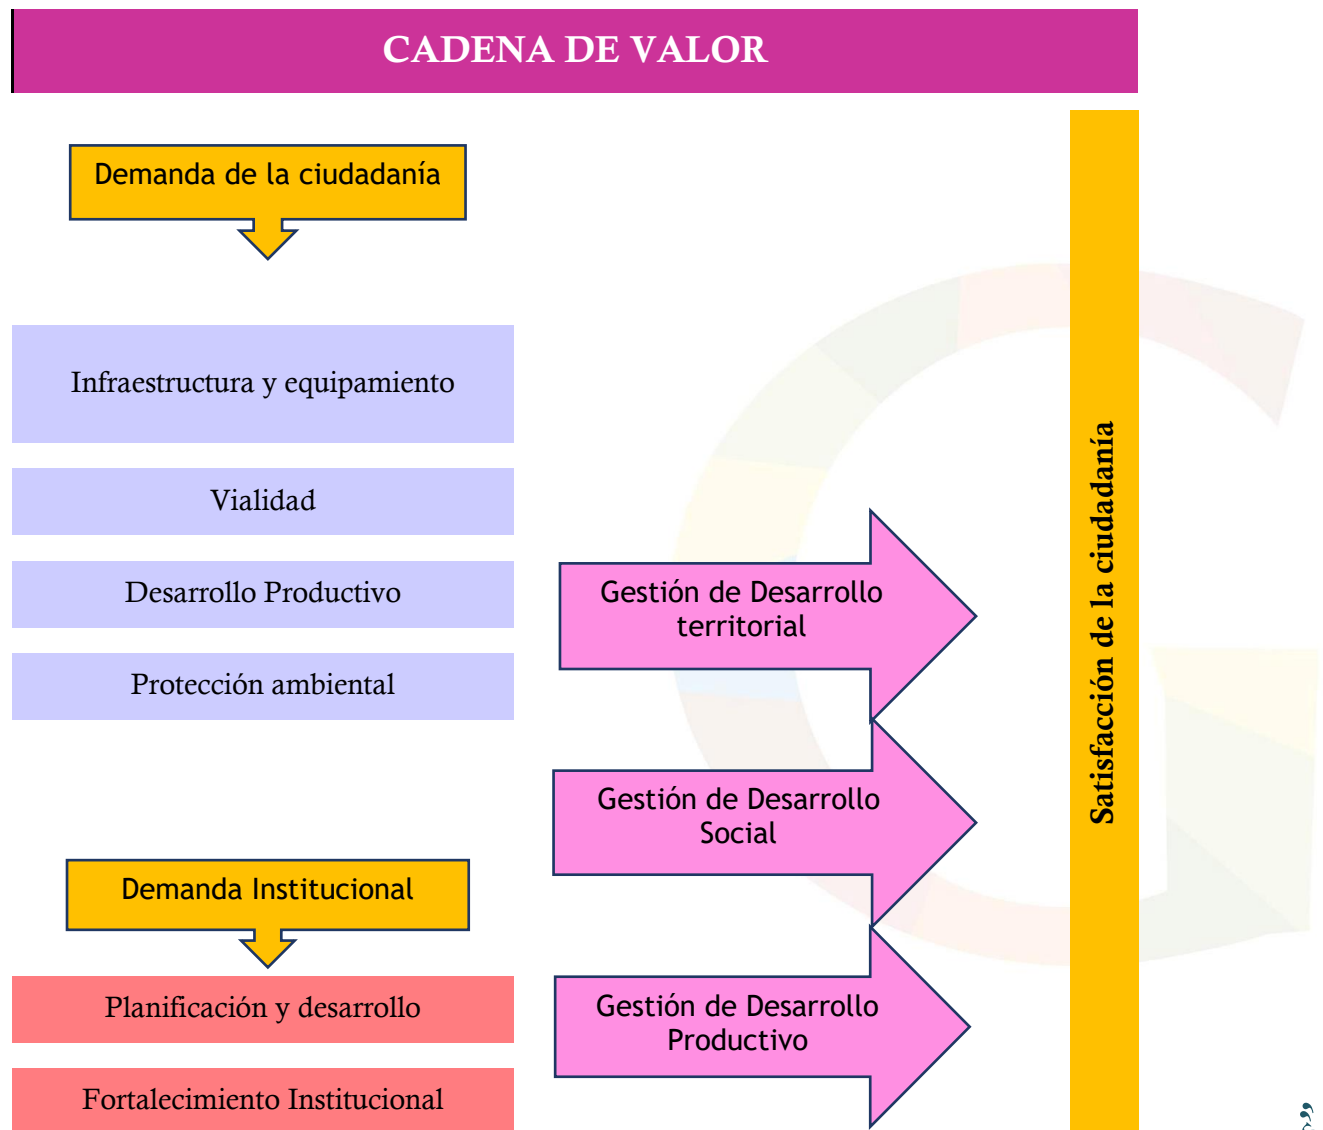 CADENA DE VALOR
Demanda de la ciudadanía
Infraestructura y equipamiento
Vialidad
Desarrollo Productivo
Protección ambiental
Demanda Institucional
Planificación y desarrollo
Fortalecimiento Institucional
Gestión de Desarrollo
territorial
Gestión de Desarrollo
Social
Gestión de Desarrollo
Productivo
Satisfacción de la ciudadanía